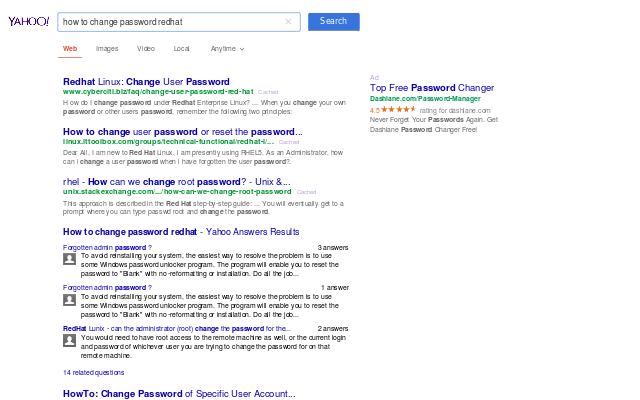 YAHOO! how to change password redhat Search
Web Images Video Local Anytime
Redhat Linux: Change User Password
www.cyberciti.biz/faq/change-user-password-red-hat Cached
How do I change password under Redhat Enterprise Linux? ... When you change your own
password or other users password, remember the following two principles:
How to change user password or reset the password...
linux.ittoolbox.com/groups/technical-functional/redhat-l/... Cached
Dear All, I am new to Red Hat Linux, i am presently using RHEL5. As an Administrator, how
can i change a user password when i have forgotten the user password?.
rhel - How can we change root password? - Unix &...
unix.stackexchange.com/.../how-can-we-change-root-password Cached
This approach is described in the Red Hat step-by-step guide: ... You will eventually get to a
prompt where you can type passwd root and change the password.
How to change password redhat - Yahoo Answers Results
Forgotten admin password ? 3 answers
To avoid reinstalling your system, the easiest way to resolve the problem is to use
some Windows password unlocker program. The program will enable you to reset the
password to "Blank" with no-reformatting or installation. Do all the job...
Forgotten admin password ? 1 answer
To avoid reinstalling your system, the easiest way to resolve the problem is to use
some Windows password unlocker program. The program will enable you to reset the
password to "Blank" with no-reformatting or installation. Do all the job...
RedHat Lunix - can the administrator (root) change the password for the... 2 answers
You would need to have root access to the remote machine as well, or the current login
and password of whichever user you are trying to change the password for on that
remote machine.
14 related questions
HowTo: Change Password of Specific User Account...
Ad
Top Free Password Changer
Dashlane.com/Password-Manager
4.5 ★★★★★ rating for dashlane.com
Never Forget Your Passwords Again. Get
Dashlane Password Changer Free!